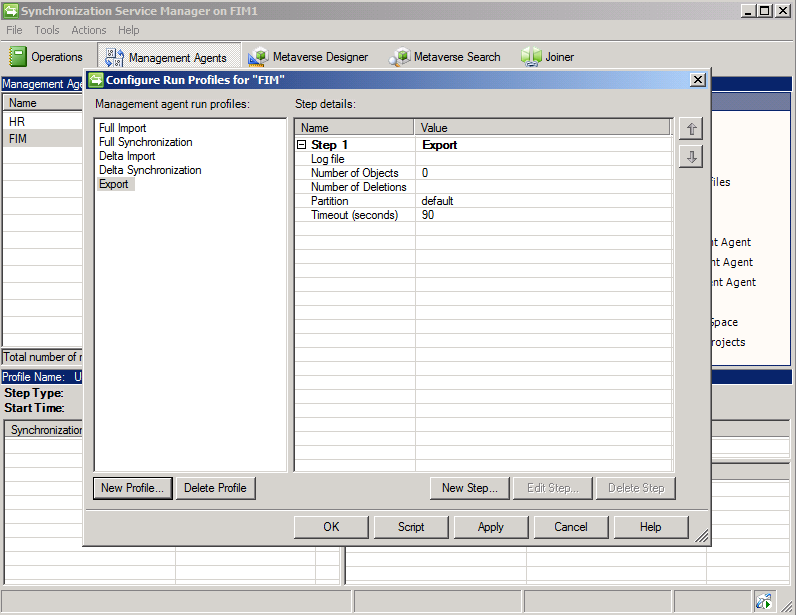 Synchronization Service Manager on FIM1
File Tools Actions Help
Operations Management Agents Metaverse Designer Metaverse Search Joiner
Management Age
Name
HR
FIM
Total number of r
Profile Name: U
Step Type:
Start Time:
Synchronization
Configure Run Profiles for "FIM"
Management agent run profiles:
Full Import
Full Synchronization
Delta Import
Delta Synchronization
Export
New Profile...
Delete Profile
Step details:
Name Value
Step 1 Export
Log file
Number of Objects 0
Number of Deletions
Partition default
Timeout (seconds) 90
New Step... Edit Step... Delete Step
OK Script Apply Cancel Help
files
nt Agent
nt Agent
ent Agent
Space
rojects